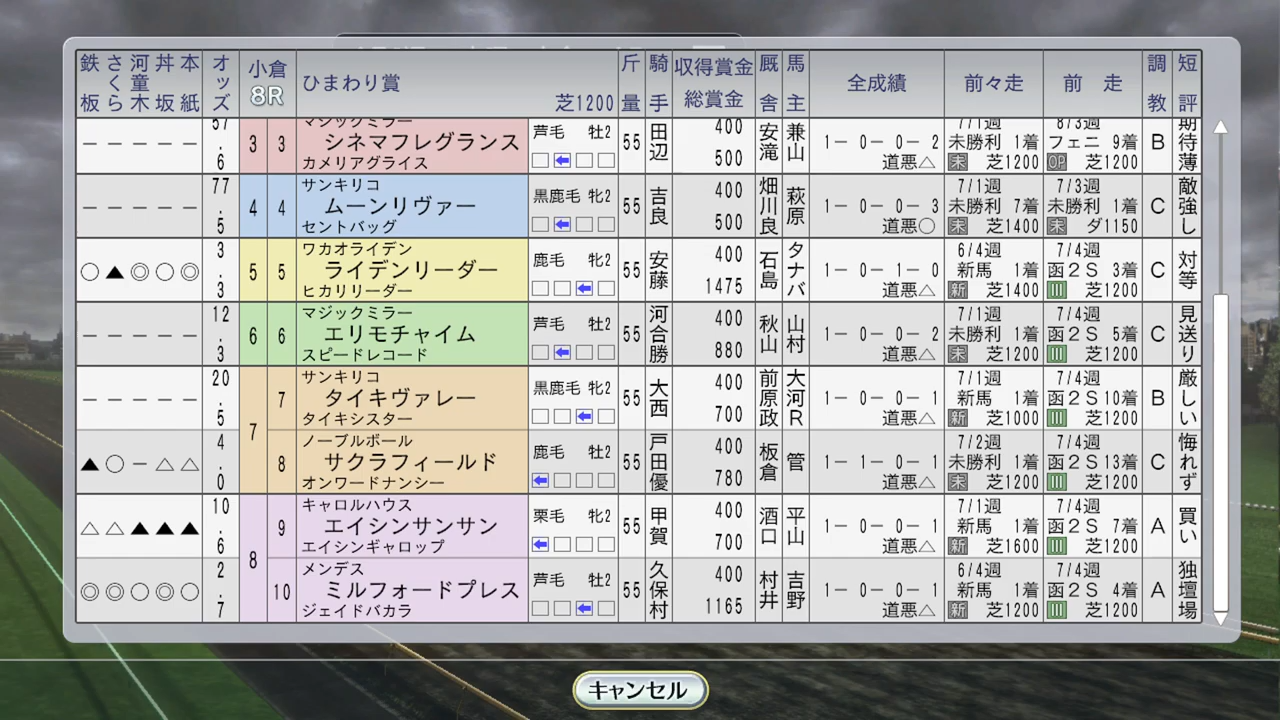 鉄板 さくら 河童木 丼坂 本紙 オッズ 小倉 8R ひまわり賞 芝1200 斤量 騎手 収得賞金 総賞金 厩舎 馬主 全成績 前々走 前 走 調教 短評
－ － － － － 57.6 3 3 マジックミラー シネマフレグランス カメリアグライス 芦毛 牡2 55 田辺 400 500 安滝 兼山 1－ 0－ 0－ 2 道悪△ 7/1週 未勝利 1着 未 芝1200 8/3週 フェニ 9着 OP 芝1200 B 期待薄
－ － － － － 77.5 4 4 サンキリコ ムーンリヴァー セントバッグ 黒鹿毛 牝2 55 吉良 400 500 畑川良 萩原 1－ 0－ 0－ 3 道悪○ 7/1週 未勝利 7着 未 芝1400 7/3週 未勝利 1着 未 ダ1150 C 敵強し
○ ▲ ◎ ○ ◎ 3.3 5 5 ワカオライデン ライデンリーダー ヒカリリーダー 鹿毛 牝2 55 安藤 400 1475 石島 タナバ 1－ 0－ 1－ 0 道悪△ 6/4週 新馬 1着 新 芝1400 7/4週 函2S 3着 III 芝1200 C 対等
－ － － － － 12.3 6 6 マジックミラー エリモチャイム スピードレコード 芦毛 牝2 55 河合勝 400 880 秋山 山村 1－ 0－ 0－ 2 道悪△ 7/1週 未勝利 1着 未 芝1200 7/4週 函2S 5着 III 芝1200 C 見送り
－ － － － － 20.5 7 7 サンキリコ タイキヴァレー タイキシスター 黒鹿毛 牝2 55 大西 400 700 前原政 大河R 1－ 0－ 0－ 1 道悪△ 7/1週 新馬 1着 新 芝1000 7/4週 函2S 10着 III 芝1200 B 厳しい
▲ ○ － △ △ 4.0 8 ノーブルボール サクラフィールド オンワードナンシー 鹿毛 牡2 55 戸田優 400 780 板倉 管 1－ 1－ 0－ 1 道悪△ 7/2週 未勝利 1着 未 芝1200 7/4週 函2S 13着 III 芝1200 C 侮れず
△ △ ▲ ▲ ▲ 10.6 8 9 キャロルハウス エイシンサンサン エイシンギャロップ 栗毛 牝2 55 甲賀 400 700 酒口 平山 1－ 0－ 0－ 1 道悪△ 7/1週 新馬 1着 新 芝1600 7/4週 函2S 7着 III 芝1200 A 買い
◎ ◎ ○ ◎ ○ 2.7 10 メンデス ミルフォードプレス ジェイドバカラ 芦毛 牡2 55 久保村 400 1165 村井 吉野 1－ 0－ 0－ 1 道悪△ 6/4週 新馬 1着 新 芝1200 7/4週 函2S 4着 III 芝1200 A 独壇場
キャンセル